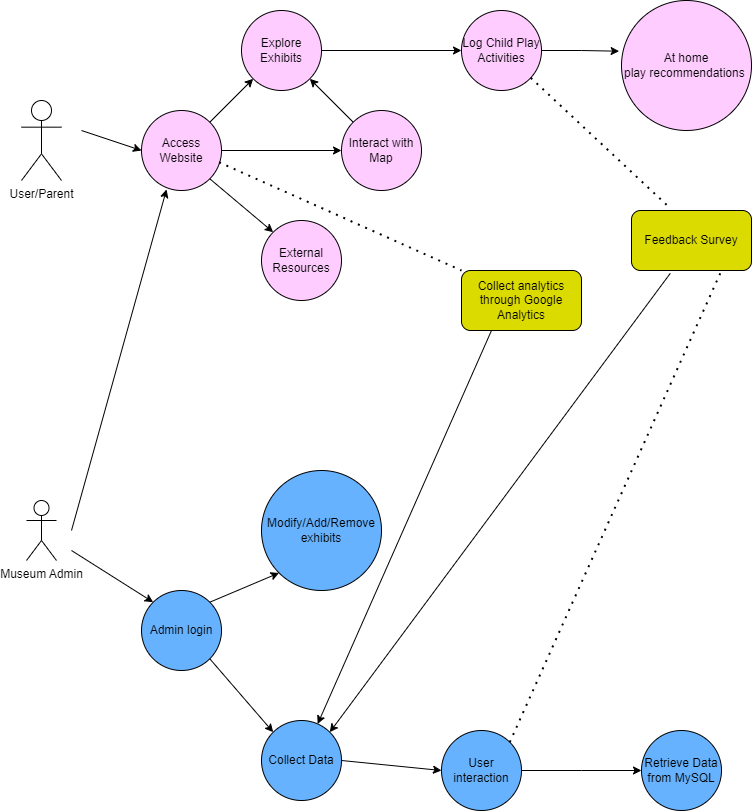 Explore
Exhibits
Log Child Play
Activities
At home
play recommendations
User/Parent
Access
Website
Interact with
Map
External
Resources
Feedback Survey
Collect analytics
through Google
Analytics
Museum Admin
Modify/Add/Remove
exhibits
Admin login
Collect Data
User
interaction
Retrieve Data
from MySQL